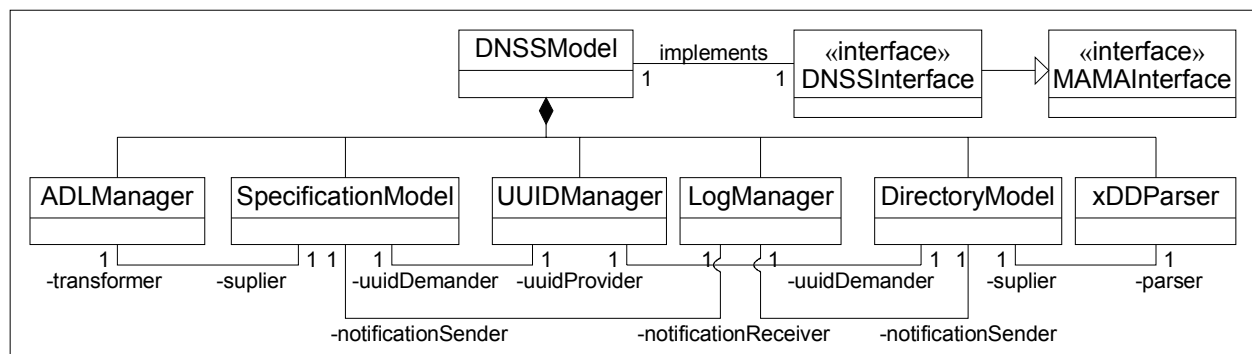 DNSSModel
implements
1
1
«interface»
DNSSInterface
«interface»
MAMAInterface
ADLManager
SpecificationModel
UUIDManager
LogManager
DirectoryModel
xDDParser
1
1
1
1
1
1
1
1
1
1
1
1
-transformer
-suplier
-uuidDemander
-uuidProvider
-uuidDemander
-suplier
-parser
-notificationSender
-notificationReceiver
-notificationSender